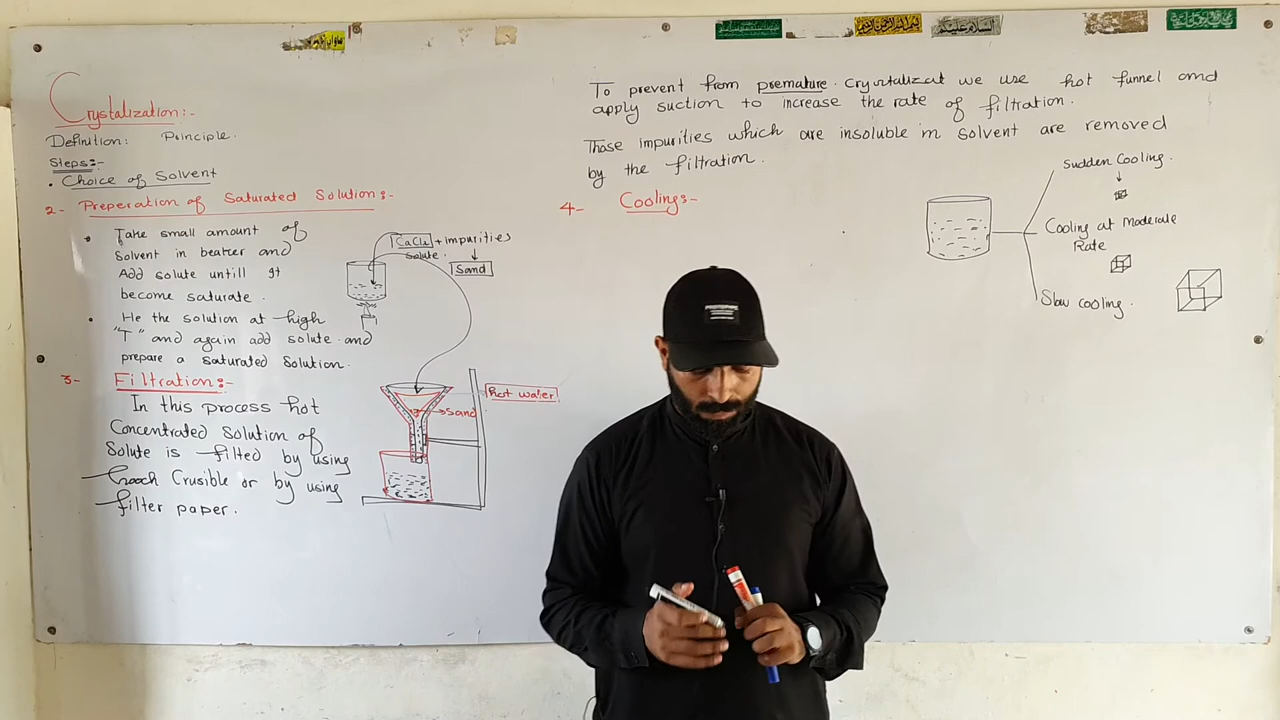 Crystalization:-
Definition: Principle.
Steps:-
• Choice of Solvent
2- Preperation of Saturated Solution:-
• Take small amount of
Solvent in beaker and
Add solute untill it
become saturate.
• He the solution at high
"T" and again add solute and
prepare a saturated solution.
CaCl2 + impurities
Solute.
Sand
3- Filtration:-
In this process hot
Concentrated Solution of
Solute is filted by using
Gooch Crusible or by using
filter paper.
hot water
sand
To prevent from premature. Crystalizat we use hot funnel and
apply suction to increase the rate of filtration.
Those impurities which are insoluble in solvent are removed
by the filtration.
4- Cooling:-
Sudden Cooling.
Cooling at Moderate
Rate
Slow cooling.
السلام علیکم